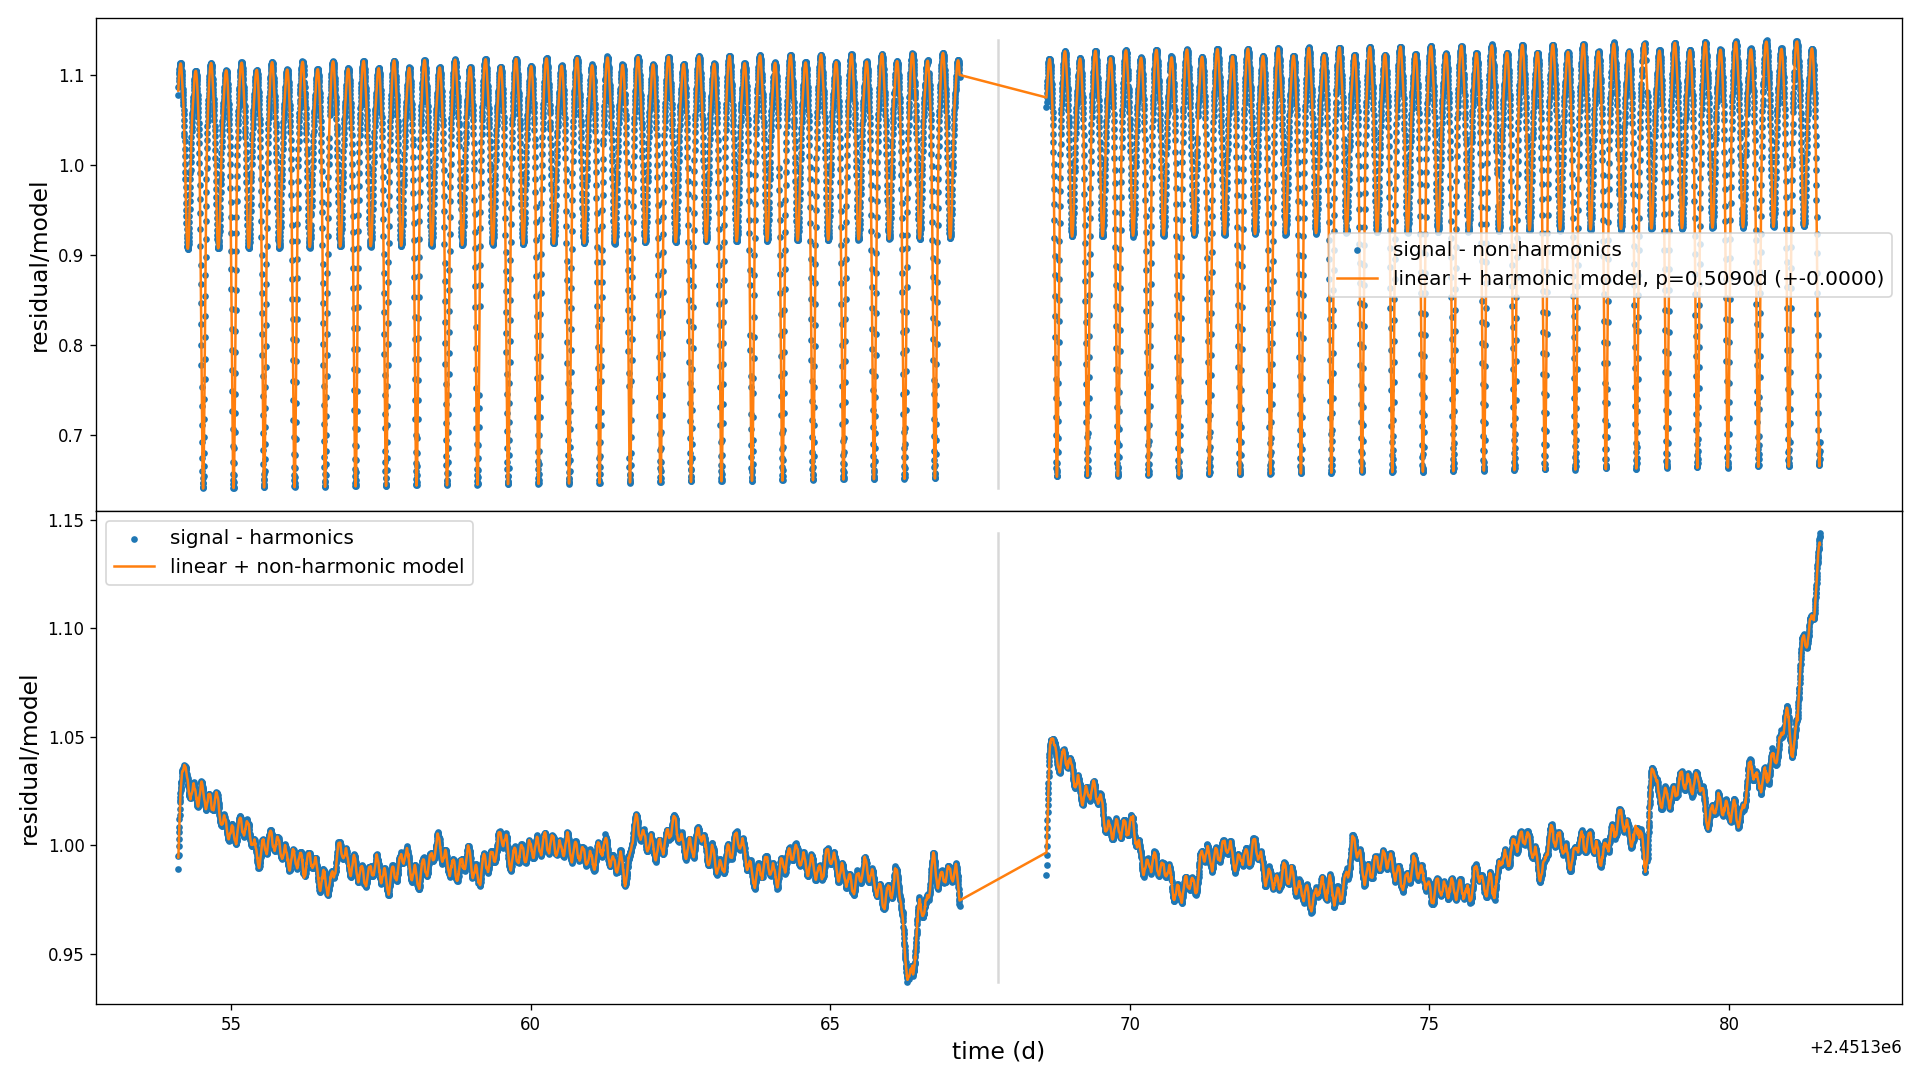 1.1
1.0
0.9
0.8
0.7
residual/model
signal - non-harmonics
linear + harmonic model, p=0.5090d (+-0.0000)
1.15
1.10
1.05
1.00
0.95
residual/model
signal - harmonics
linear + non-harmonic model
55
60
65
70
75
80
time (d)
+2.4513e6